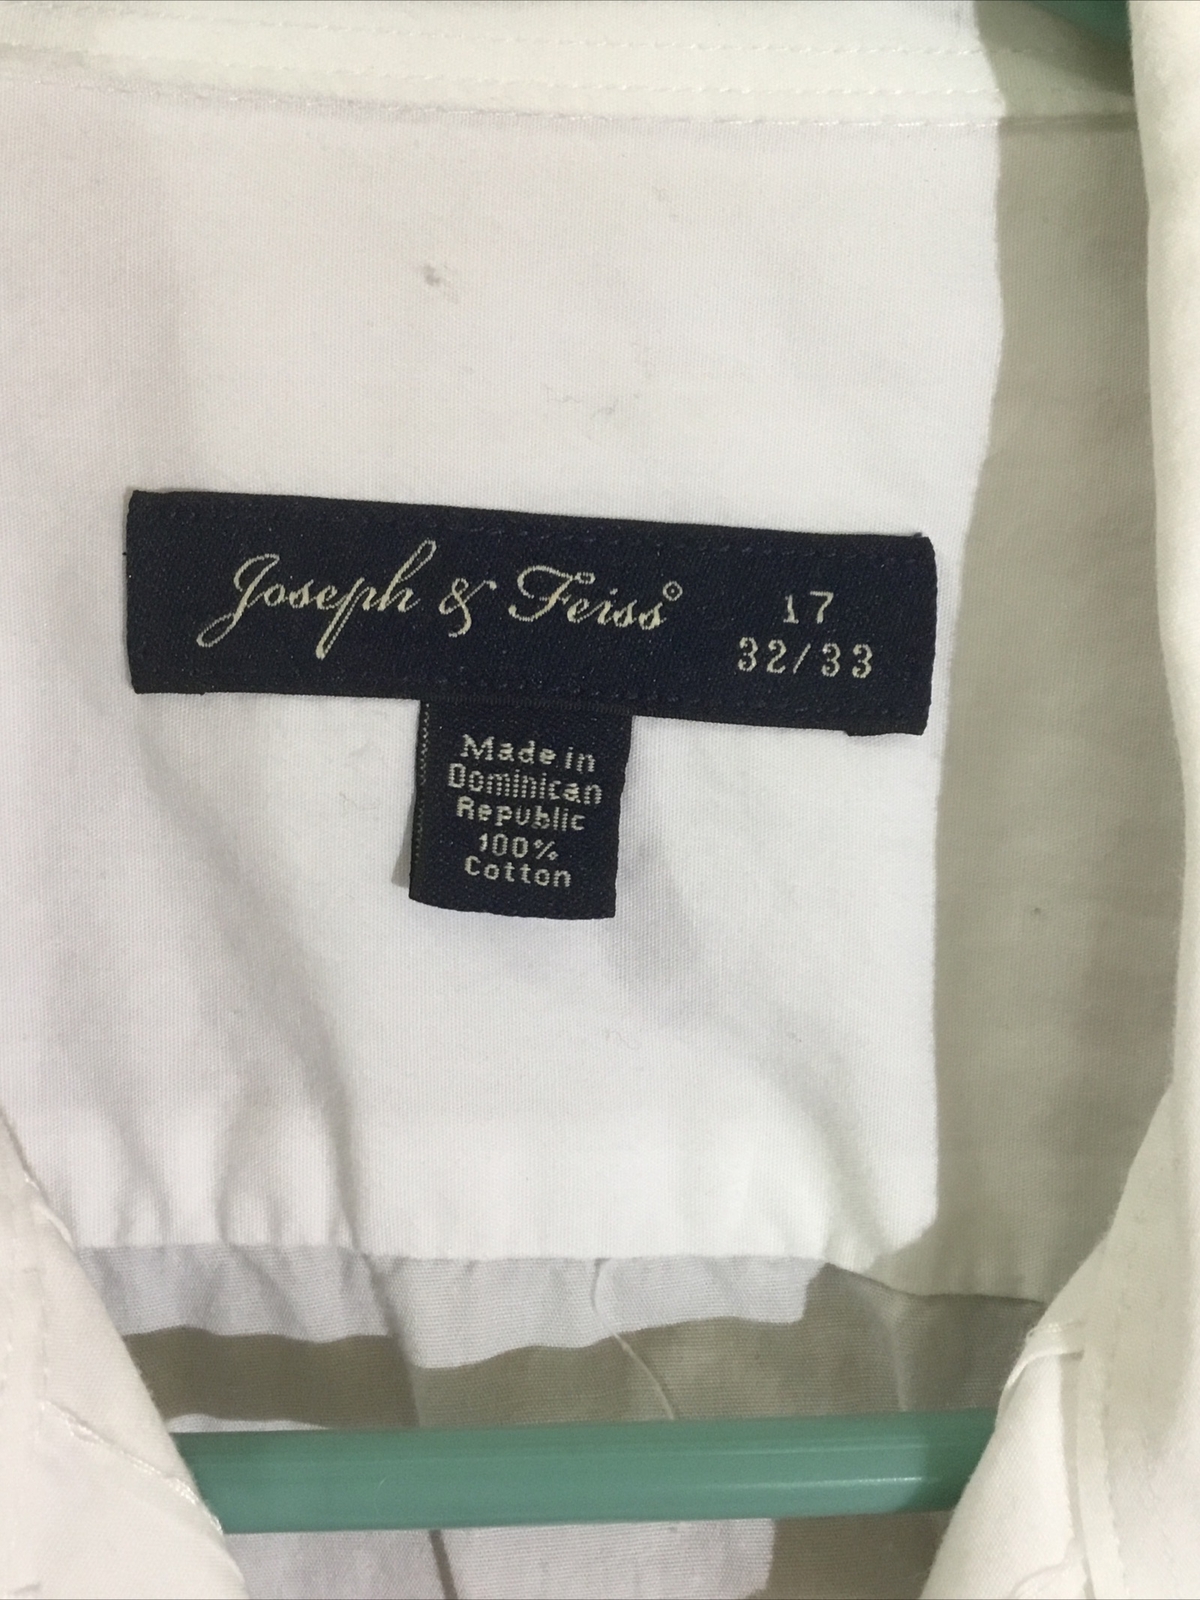 Joseph & Feiss®
17
32/33
Made in
Dominican
Republic
100%
Cotton